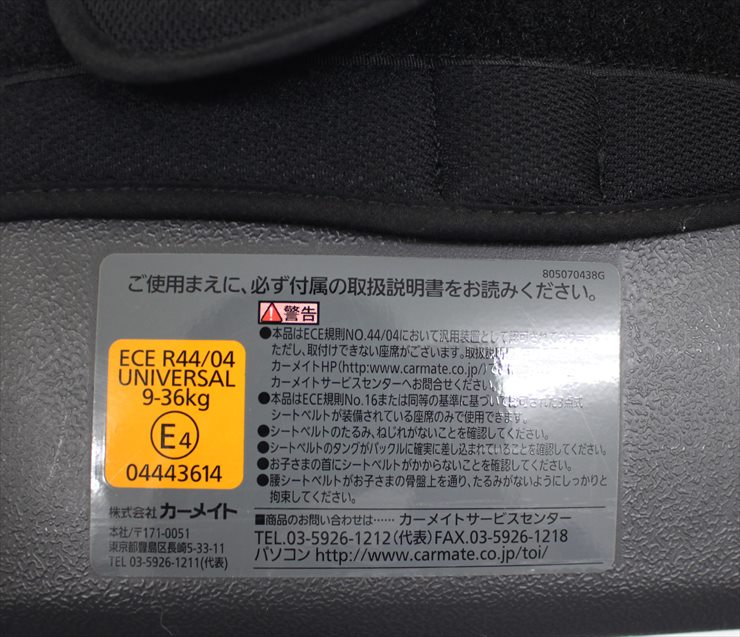 805070438G
ご使用まえに、必ず付属の取扱説明書をお読みください。
警告
●本品はECE規則NO.44/04において汎用装置として
ただし、取付けできない座席がございます。取扱説
カーメイトHP(http:www.carmate.co.jp/)で
カーメイトサービスセンターへお問合せください。
●本品はECE規則No.16または同等の基準に基づいて された3点式
シートベルトが装備されている座席のみで使用できます。
●シートベルトのたるみ、ねじれがないことを確認してください。
●シートベルトのタングがバックルに確実に差し込まれていることを確認してください。
●お子さまの首にシートベルトがかからないことを確認してください。
●腰シートベルトがお子さまの骨盤上を通り、たるみがないようにしっかりと
拘束してください。
ECE R44/04
UNIVERSAL
9-36kg
E4
04443614
株式会社 カーメイト
本社/〒171-0051
東京都豊島区長崎5-33-11
TEL 03-5926-1211(代表)
■商品のお問い合わせは…… カーメイトサービスセンター
TEL.03-5926-1212(代表)FAX.03-5926-1218
パソコン http://www.carmate.co.jp/toi/